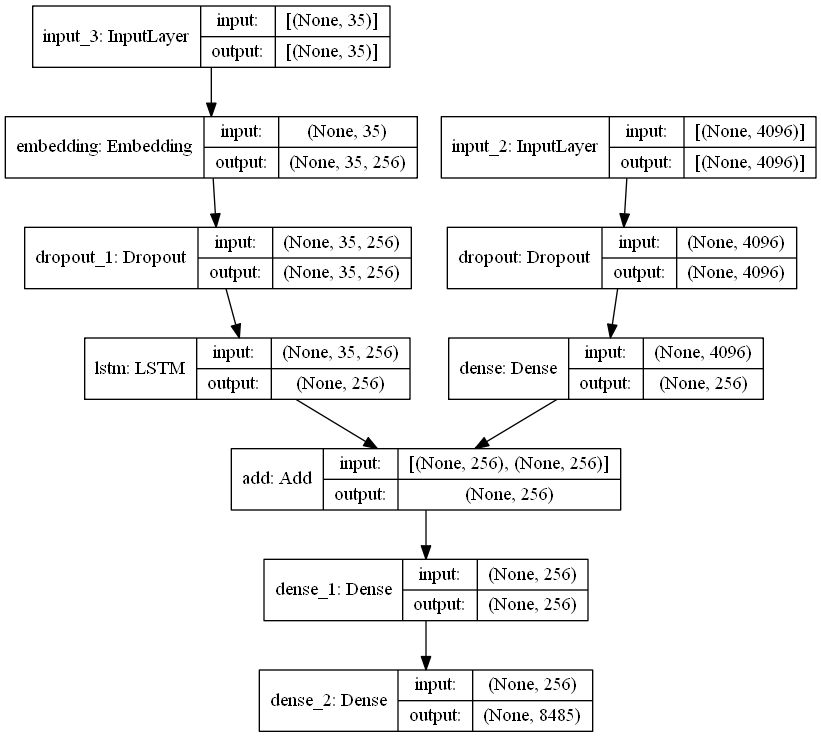 input_3: InputLayer
input: [(None, 35)]
output: [(None, 35)]
embedding: Embedding
input: (None, 35)
output: (None, 35, 256)
input_2: InputLayer
input: [(None, 4096)]
output: [(None, 4096)]
dropout_1: Dropout
input: (None, 35, 256)
output: (None, 35, 256)
dropout: Dropout
input: (None, 4096)
output: (None, 4096)
lstm: LSTM
input: (None, 35, 256)
output: (None, 256)
dense: Dense
input: (None, 4096)
output: (None, 256)
add: Add
input: [(None, 256), (None, 256)]
output: (None, 256)
dense_1: Dense
input: (None, 256)
output: (None, 256)
dense_2: Dense
input: (None, 256)
output: (None, 8485)